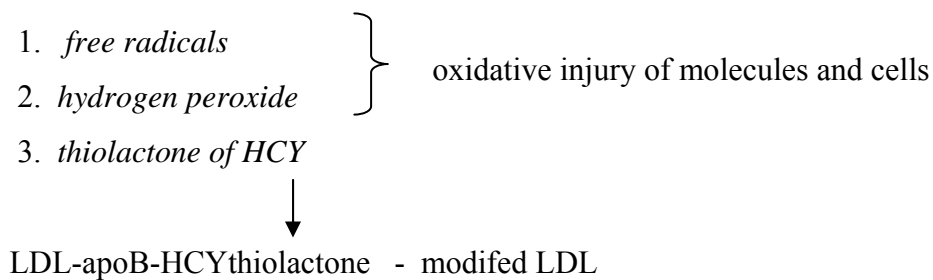 1. free radicals
oxidative injury of molecules and cells
2. hydrogen peroxide
3. thiolactone of HCY
LDL-apoB-HCYthiolactone - modifed LDL